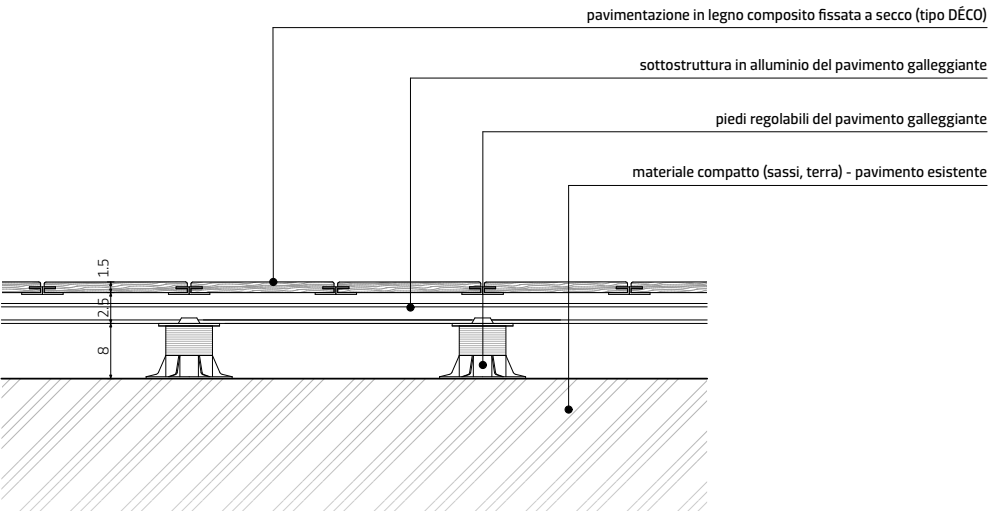 pavimentazione in legno composito fissata a secco (tipo DÉCO)
sottostruttura in alluminio del pavimento galleggiante
piedi regolabili del pavimento galleggiante
materiale compatto (sassi, terra) - pavimento esistente
1.5
2.5
8